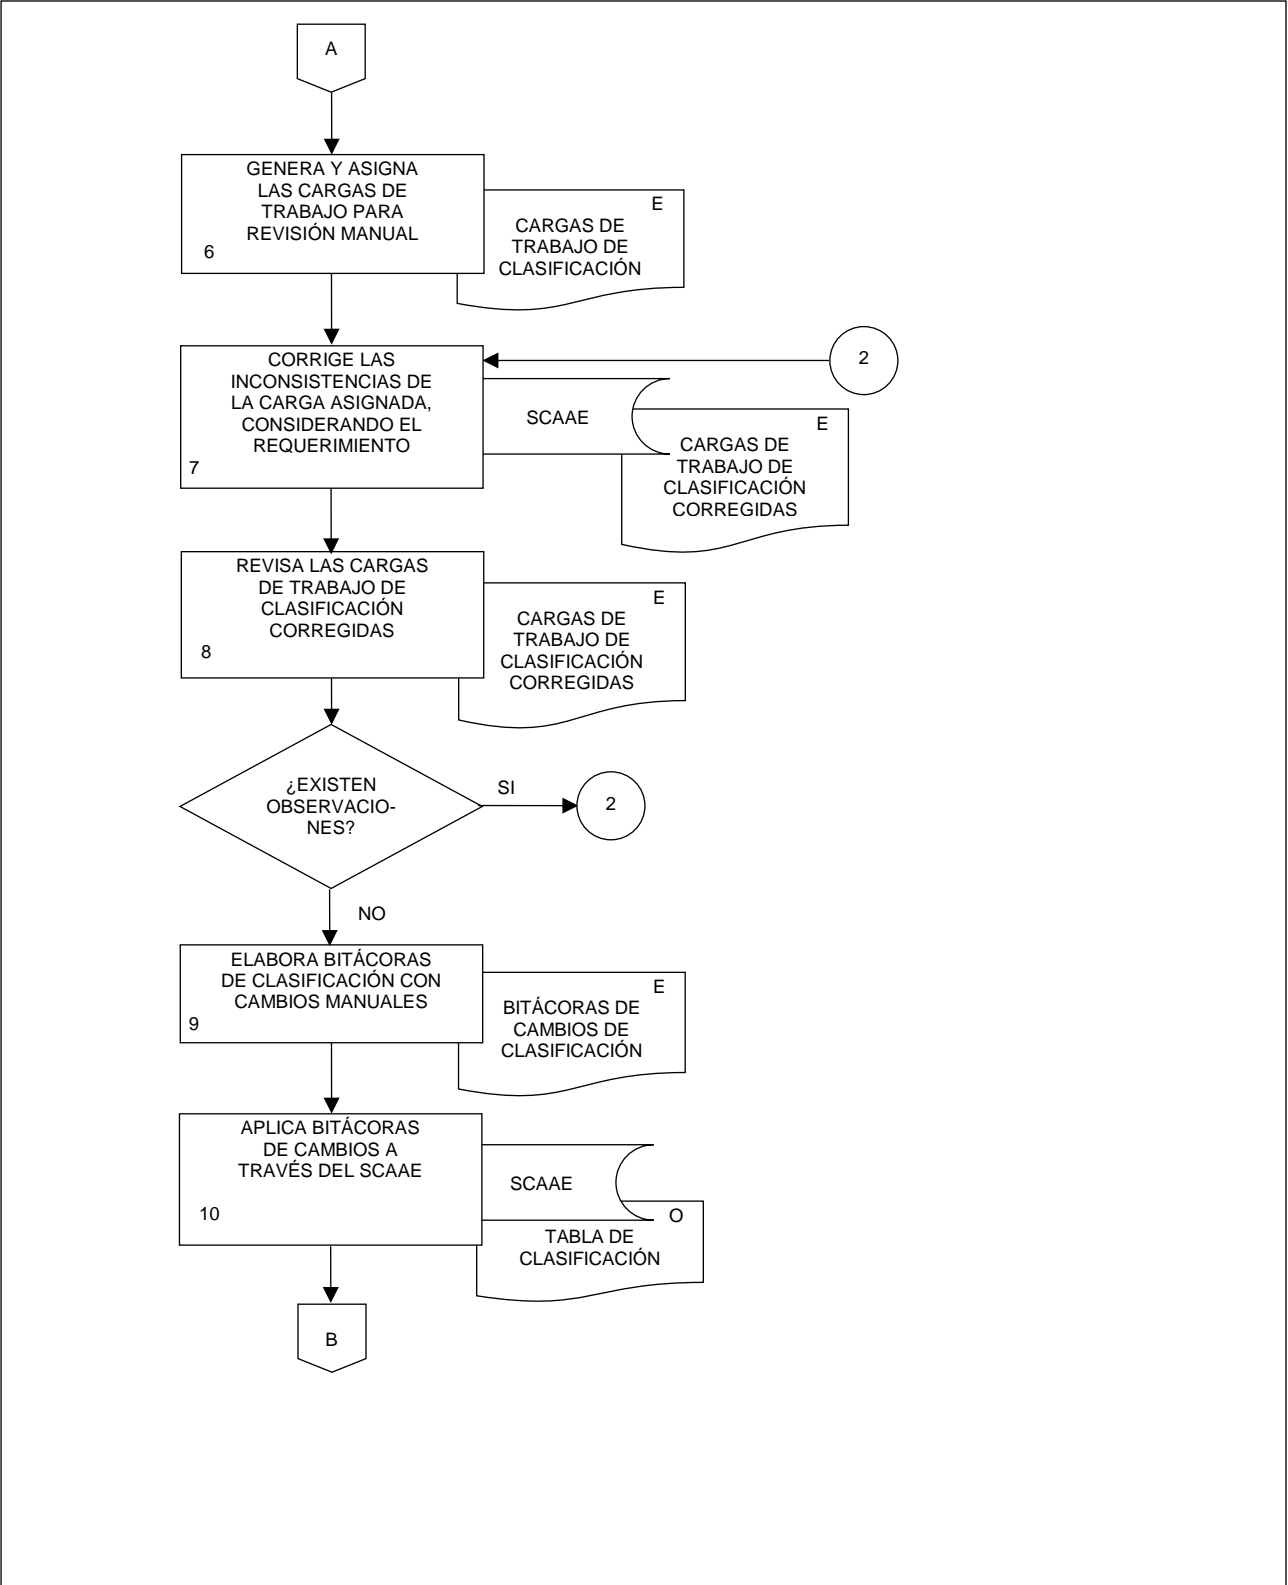 A
GENERA Y ASIGNA
LAS CARGAS DE
TRABAJO PARA
REVISIÓN MANUAL
6
E
CARGAS DE
TRABAJO DE
CLASIFICACIÓN
2
CORRIGE LAS
INCONSISTENCIAS DE
LA CARGA ASIGNADA,
CONSIDERANDO EL
REQUERIMIENTO
7
SCAAE
E
CARGAS DE
TRABAJO DE
CLASIFICACIÓN
CORREGIDAS
REVISA LAS CARGAS
DE TRABAJO DE
CLASIFICACIÓN
CORREGIDAS
8
E
CARGAS DE
TRABAJO DE
CLASIFICACIÓN
CORREGIDAS
¿EXISTEN
OBSERVACIO-
NES?
SI
2
NO
ELABORA BITÁCORAS
DE CLASIFICACIÓN CON
CAMBIOS MANUALES
9
E
BITÁCORAS DE
CAMBIOS DE
CLASIFICACIÓN
APLICA BITÁCORAS
DE CAMBIOS A
TRAVÉS DEL SCAAE
10
SCAAE
O
TABLA DE
CLASIFICACIÓN
B